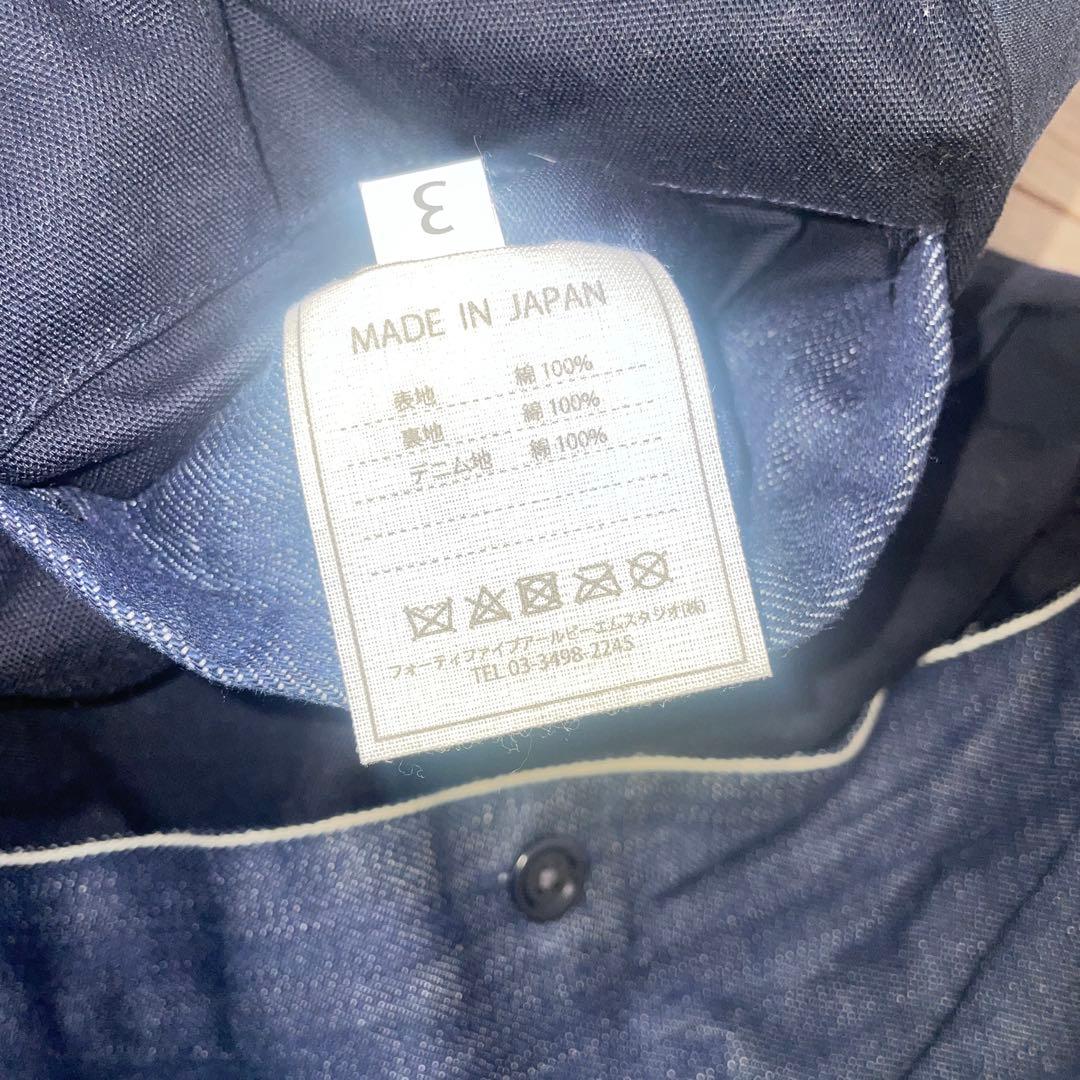 3
MADE IN JAPAN
表地 綿 100%
裏地 綿 100%
デニム地 綿 100%
フォーティファイブアールピーエムスタジオ(株)
TEL 03-3498-2245